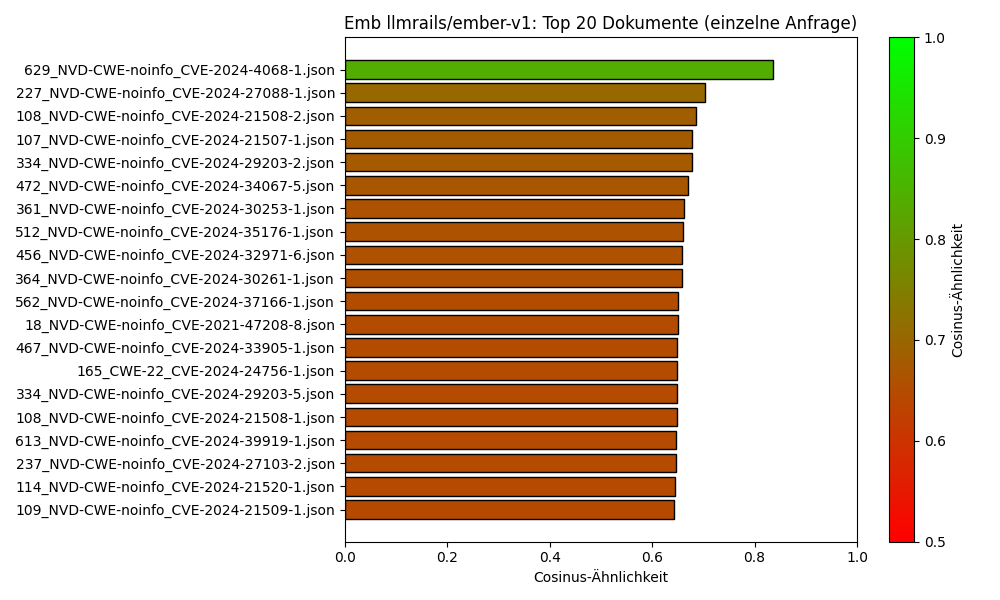 Emb llmrails/ember-v1: Top 20 Dokumente (einzelne Anfrage)
629_NVD-CWE-noinfo_CVE-2024-4068-1.json
227_NVD-CWE-noinfo_CVE-2024-27088-1.json
108_NVD-CWE-noinfo_CVE-2024-21508-2.json
107_NVD-CWE-noinfo_CVE-2024-21507-1.json
334_NVD-CWE-noinfo_CVE-2024-29203-2.json
472_NVD-CWE-noinfo_CVE-2024-34067-5.json
361_NVD-CWE-noinfo_CVE-2024-30253-1.json
512_NVD-CWE-noinfo_CVE-2024-35176-1.json
456_NVD-CWE-noinfo_CVE-2024-32971-6.json
364_NVD-CWE-noinfo_CVE-2024-30261-1.json
562_NVD-CWE-noinfo_CVE-2024-37166-1.json
18_NVD-CWE-noinfo_CVE-2021-47208-8.json
467_NVD-CWE-noinfo_CVE-2024-33905-1.json
165_CWE-22_CVE-2024-24756-1.json
334_NVD-CWE-noinfo_CVE-2024-29203-5.json
108_NVD-CWE-noinfo_CVE-2024-21508-1.json
613_NVD-CWE-noinfo_CVE-2024-39919-1.json
237_NVD-CWE-noinfo_CVE-2024-27103-2.json
114_NVD-CWE-noinfo_CVE-2024-21520-1.json
109_NVD-CWE-noinfo_CVE-2024-21509-1.json
0.0 0.2 0.4 0.6 0.8 1.0
Cosinus-Ähnlichkeit
1.0
0.9
0.8
0.7
0.6
0.5
Cosinus-Ähnlichkeit